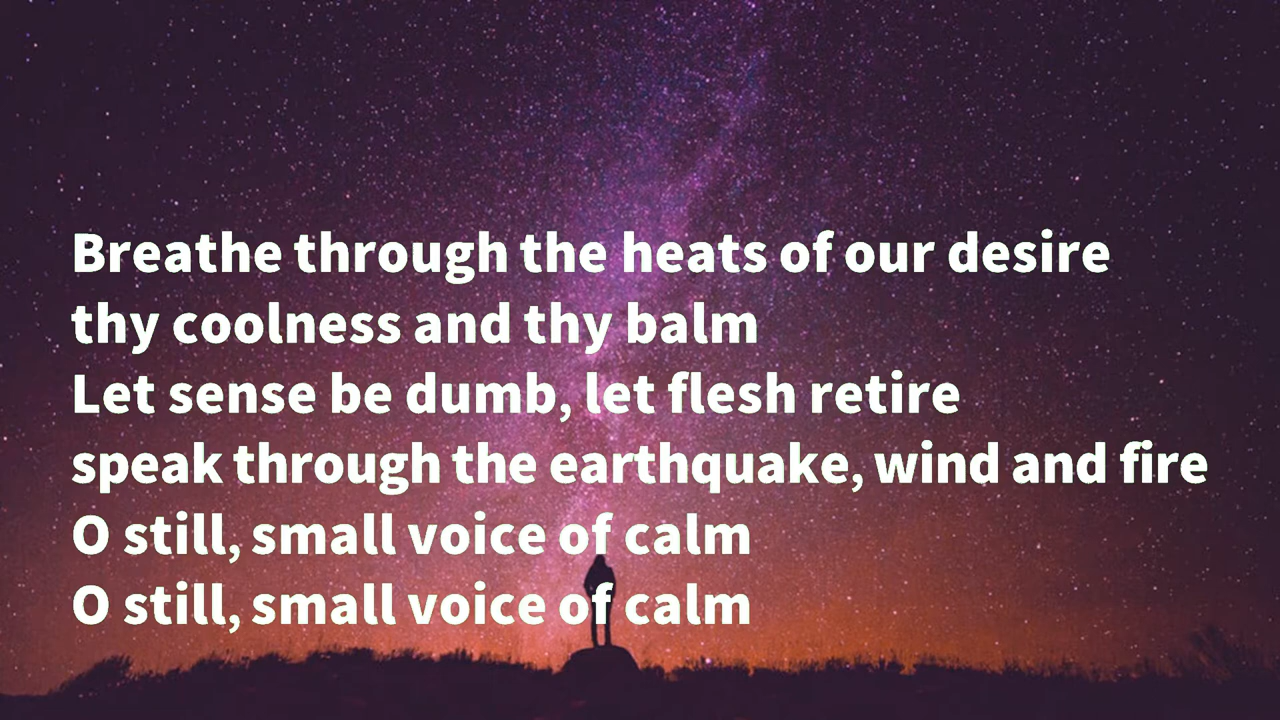 Breathe through the heats of our desire
thy coolness and thy balm
Let sense be dumb, let flesh retire
speak through the earthquake, wind and fire
O still, small voice of calm
O still, small voice of calm